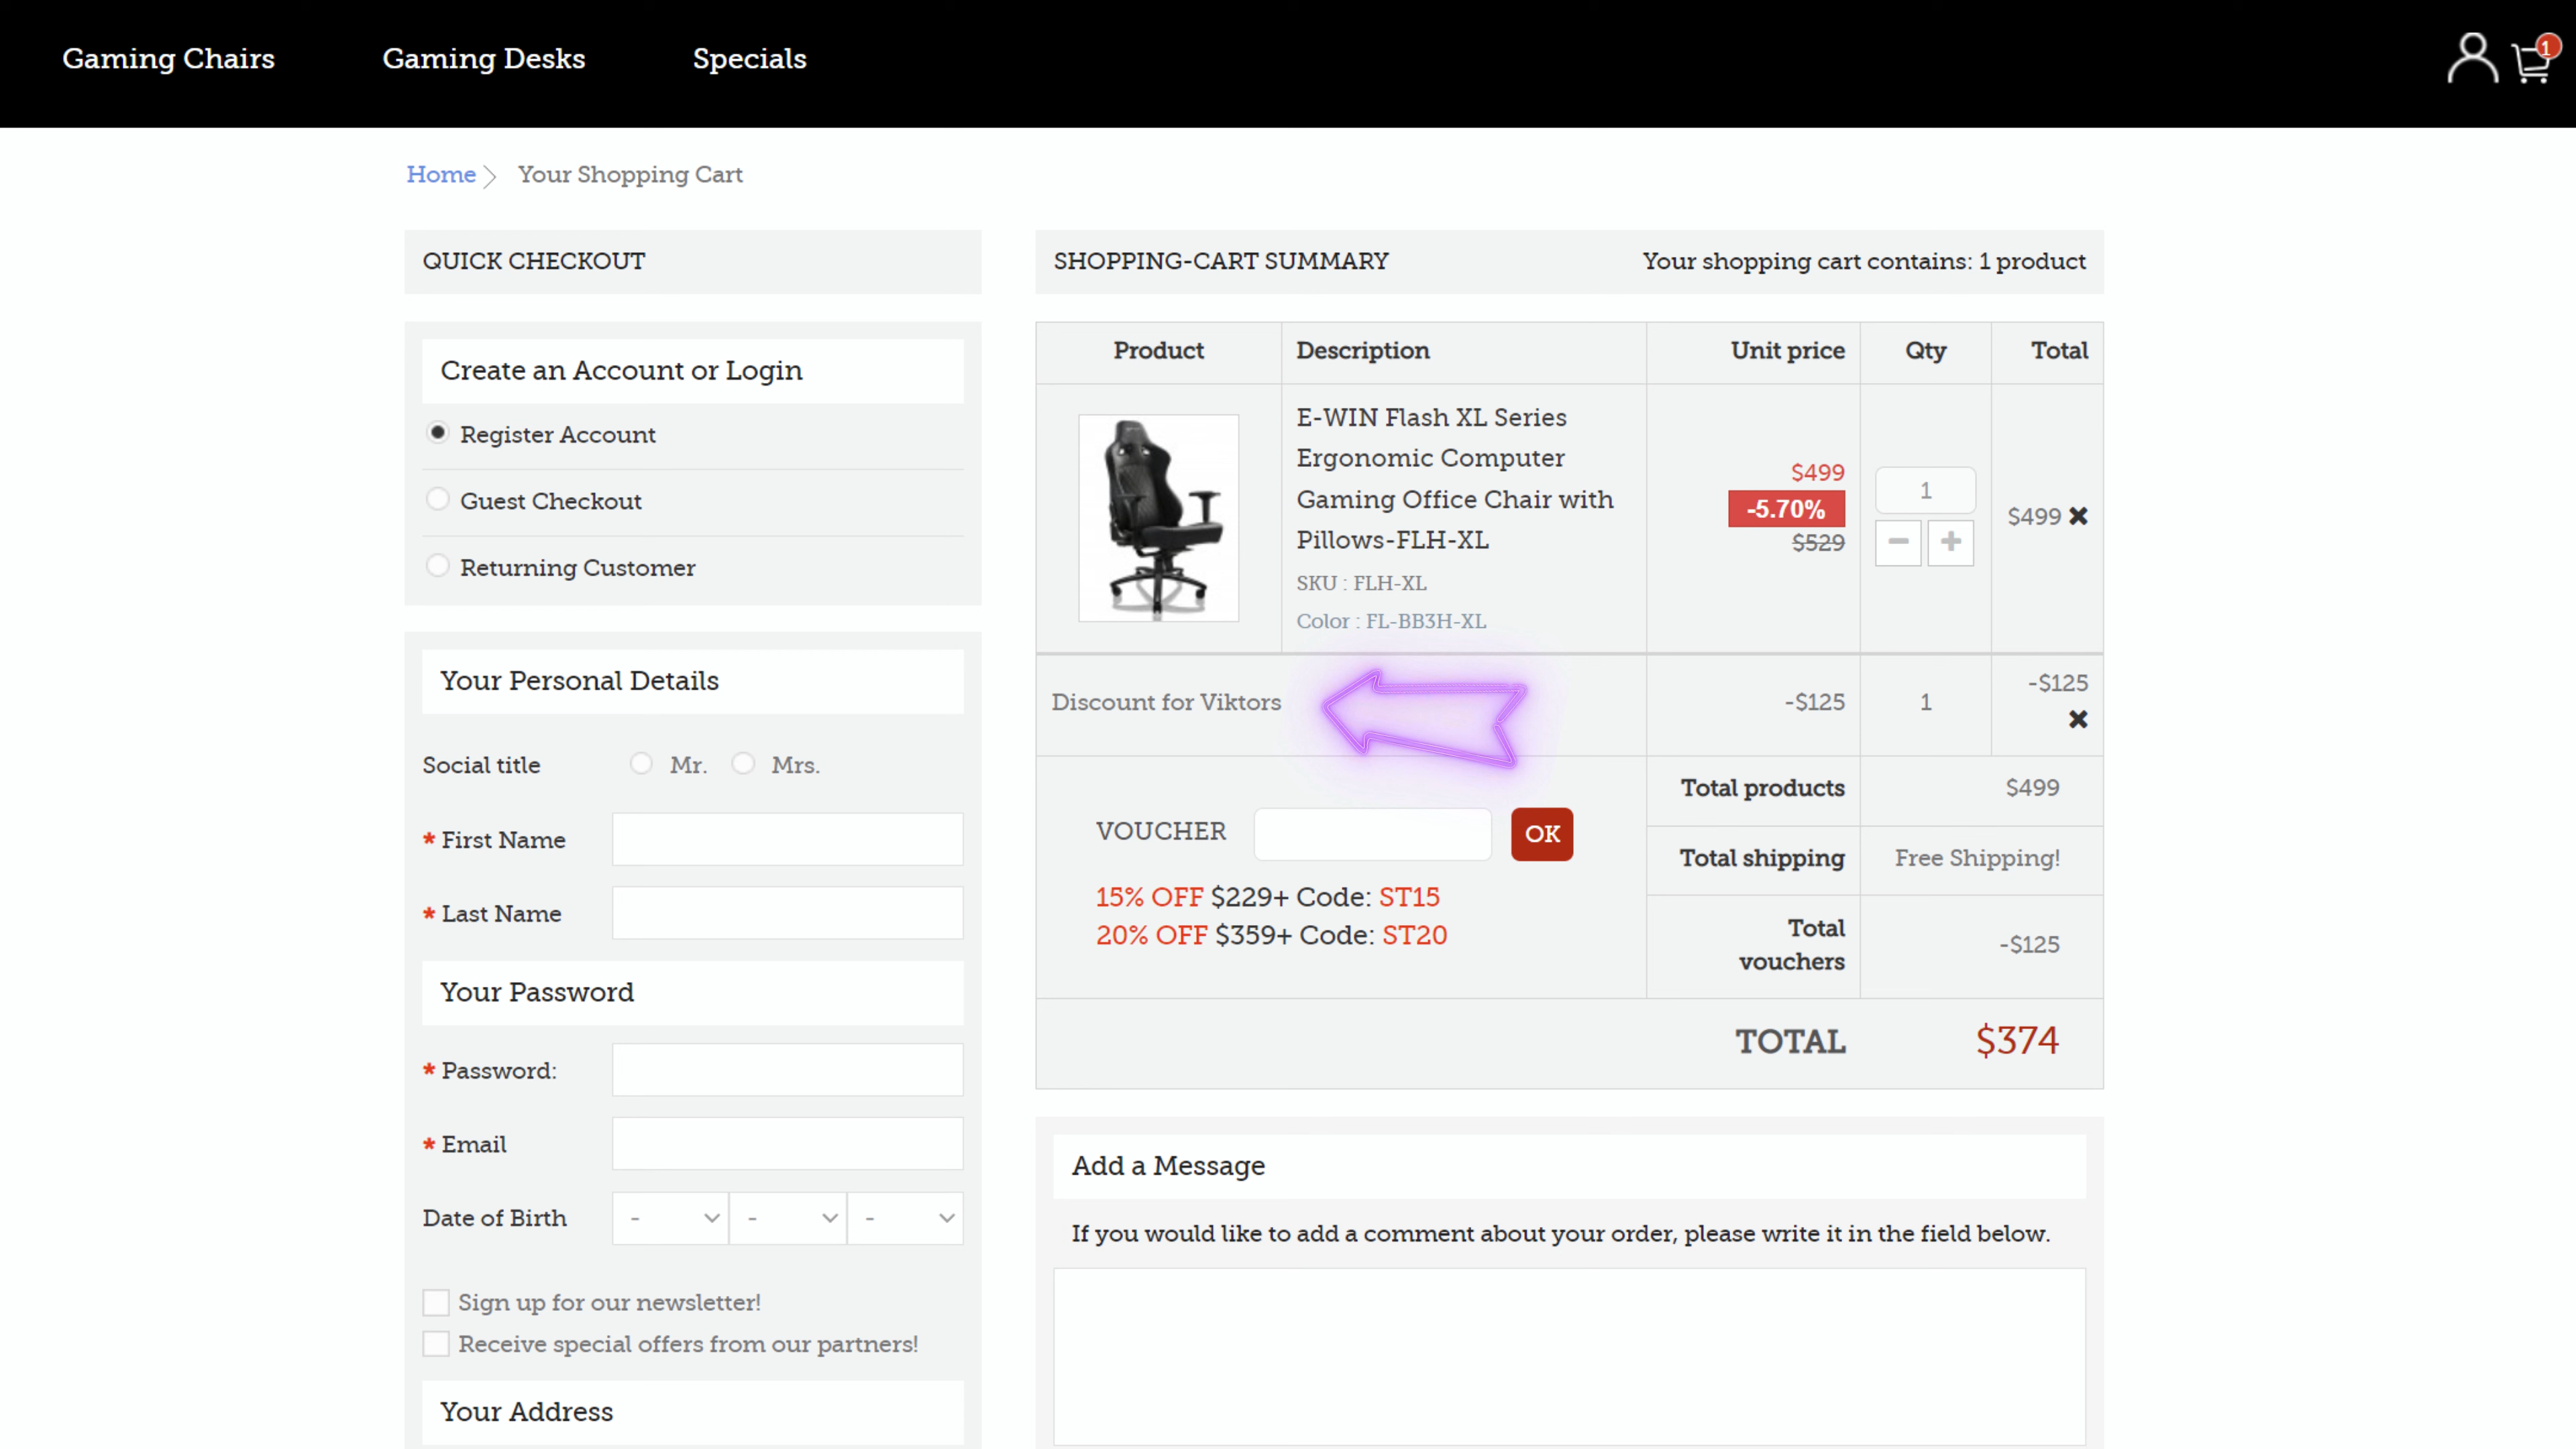 Gaming Chairs
Gaming Desks
Specials
1
Home
Your Shopping Cart
QUICK CHECKOUT
Create an Account or Login
Register Account
Guest Checkout
Returning Customer
Your Personal Details
Social title
Mr.
Mrs.
* First Name
* Last Name
Your Password
* Password:
* Email
Date of Birth
-
-
-
Sign up for our newsletter!
Receive special offers from our partners!
Your Address
SHOPPING-CART SUMMARY
Your shopping cart contains: 1 product
Product
Description
Unit price
Qty
Total
E-WIN Flash XL Series
Ergonomic Computer
Gaming Office Chair with
Pillows-FLH-XL
SKU : FLH-XL
Color : FL-BB3H-XL
$499
-5.70%
$529
1
$499
Discount for Viktors
-$125
1
-$125
VOUCHER
OK
15% OFF $229+ Code: ST15
20% OFF $359+ Code: ST20
Total products
$499
Total shipping
Free Shipping!
Total
vouchers
-$125
TOTAL
$374
Add a Message
If you would like to add a comment about your order, please write it in the field below.